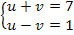 u + v = 7
u − v = 1